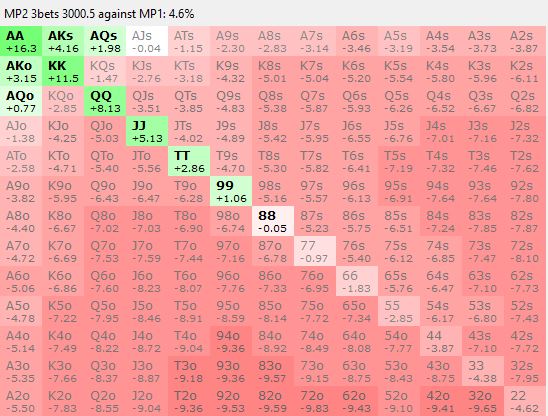 MP2 3bets 3000.5 against MP1: 4.6%
AA AKs AQs AJs ATs A9s A8s A7s A6s A5s A4s A3s A2s
+16.3 +4.16 +1.98 -0.04 -1.15 -2.30 -2.83 -3.14 -3.46 -3.19 -3.54 -3.73 -3.87
AKo KK KQs KJs KTs K9s K8s K7s K6s K5s K4s K3s K2s
+3.15 +11.5 -1.47 -2.76 -3.18 -4.32 -5.01 -5.04 -5.20 -5.54 -5.80 -5.96 -6.11
AQo KQo QQ QJs QTs Q9s Q8s Q7s Q6s Q5s Q4s Q3s Q2s
+0.77 -2.85 +8.13 -3.51 -3.85 -4.83 -5.38 -5.87 -5.93 -6.26 -6.52 -6.67 -6.82
AJo KJo QJo JJ JTs J9s J8s J7s J6s J5s J4s J3s J2s
-1.38 -4.25 -5.03 +5.13 -4.02 -4.89 -5.42 -5.95 -6.55 -6.76 -7.01 -7.16 -7.32
ATo KTo QTo JTo TT T9s T8s T7s T6s T5s T4s T3s T2s
-2.58 -4.71 -5.40 -5.56 +2.86 -4.70 -5.30 -5.82 -6.41 -7.19 -7.32 -7.46 -7.62
A9o K9o Q9o J9o T9o 99 98s 97s 96s 95s 94s 93s 92s
-3.82 -5.95 -6.43 -6.47 -6.28 +1.06 -5.16 -5.57 -6.13 -6.91 -7.64 -7.64 -7.80
A8o K8o Q8o J8o T8o 98o 88 87s 86s 85s 84s 83s 82s
-4.40 -6.67 -7.02 -7.03 -6.90 -6.74 -0.05 -5.23 -5.75 -6.51 -7.24 -7.85 -7.87
A7o K7o Q7o J7o T7o 97o 87o 77 76s 75s 74s 73s 72s
-4.72 -6.69 -7.53 -7.59 -7.44 -7.16 -6.78 -0.97 -5.40 -6.12 -6.85 -7.47 -8.10
A6o K6o Q6o J6o T6o 96o 86o 76o 66 65s 64s 63s 62s
-5.06 -6.86 -7.60 -8.23 -8.07 -7.76 -7.33 -6.95 -1.83 -5.76 -6.47 -7.10 -7.73
A5o K5o Q5o J5o T5o 95o 85o 75o 65o 55 54s 53s 52s
-4.78 -7.22 -7.95 -8.46 -8.91 -8.59 -8.14 -7.72 -7.34 -2.85 -6.17 -6.80 -7.43
A4o K4o Q4o J4o T4o 94o 84o 74o 64o 54o 44 43s 42s
-5.14 -7.49 -8.22 -8.72 -9.04 -9.36 -8.92 -8.49 -8.08 -7.77 -3.87 -7.10 -7.72
A3o K3o Q3o J3o T3o 93o 83o 73o 63o 53o 43o 33 32s
-5.35 -7.66 -8.37 -8.87 -9.18 -9.36 -9.57 -9.15 -8.75 -8.43 -8.75 -4.38 -7.95
A2o K2o Q2o J2o T2o 92o 82o 72o 62o 52o 42o 32o 22
-5.50 -7.83 -8.55 -9.04 -9.36 -9.53 -9.59 -9.83 -9.43 -9.10 -9.41 -9.65 -4.62